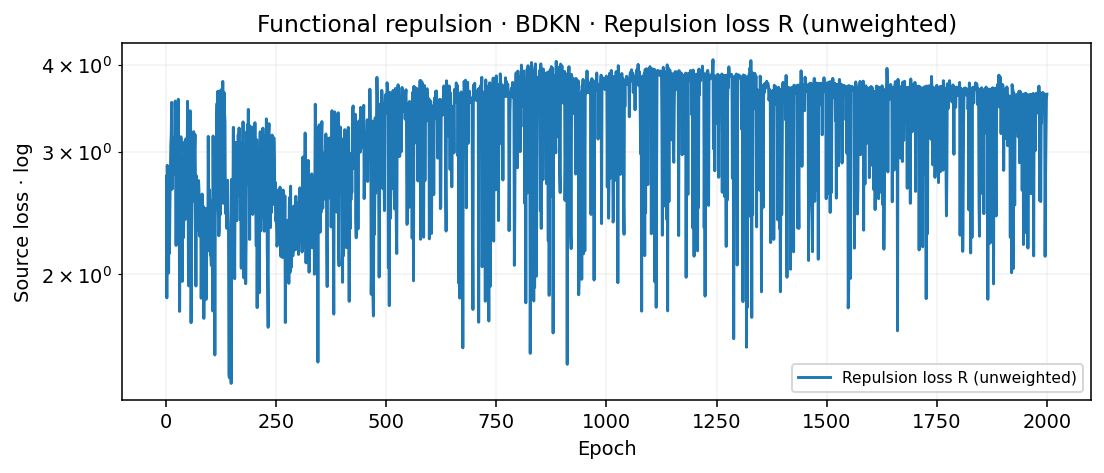 Functional repulsion · BDKN · Repulsion loss R (unweighted)
Source loss · log
4 × 10⁰
3 × 10⁰
2 × 10⁰
Repulsion loss R (unweighted)
0 250 500 750 1000 1250 1500 1750 2000
Epoch